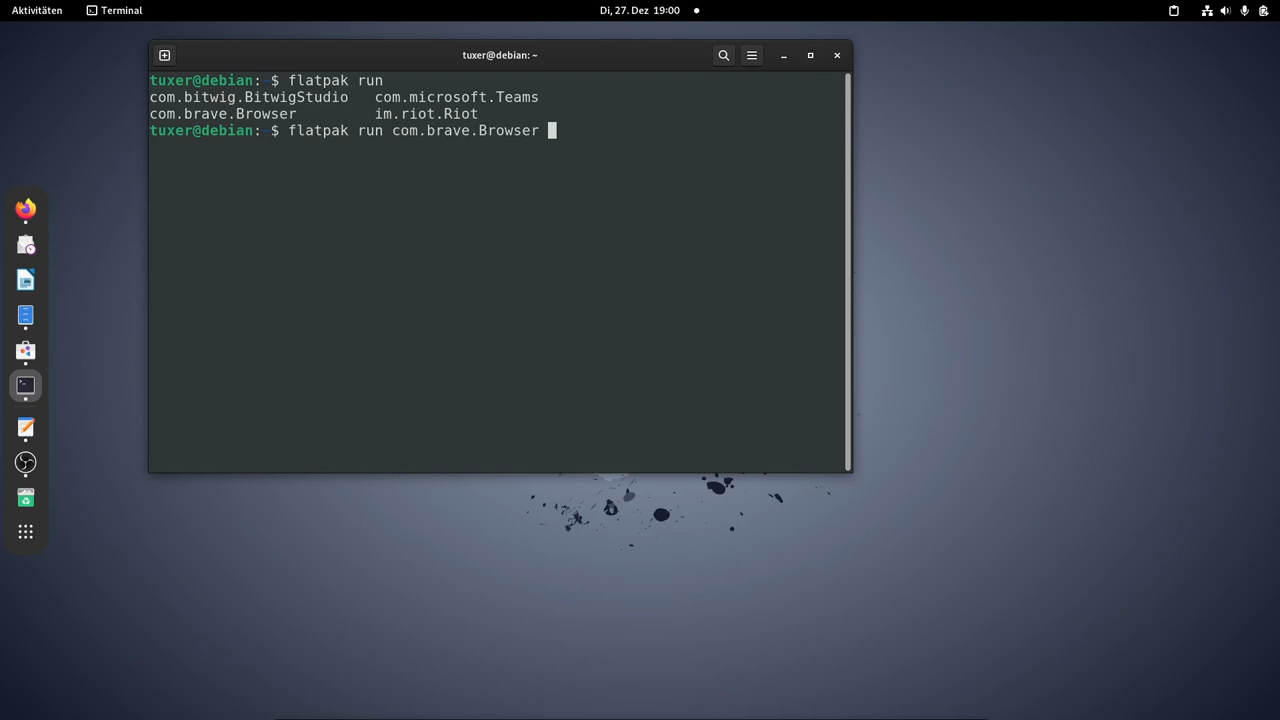 Aktivitäten Terminal Di, 27. Dez 19:00
tuxer@debian: ~
tuxer@debian:~$ flatpak run
com.bitwig.BitwigStudio com.microsoft.Teams
com.brave.Browser im.riot.Riot
tuxer@debian:~$ flatpak run com.brave.Browser